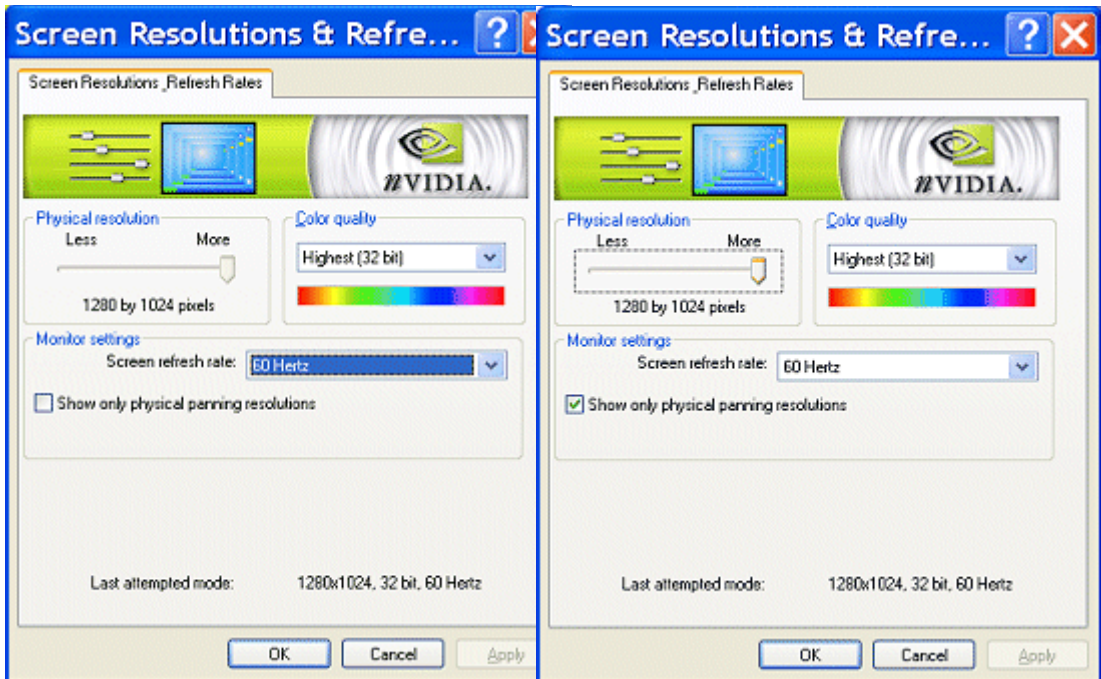 Screen Resolutions & Refre... ?
Screen Resolutions _Refresh Rates
nVIDIA.
Physical resolution
Less More
1280 by 1024 pixels
Color quality
Highest (32 bit)
Monitor settings
Screen refresh rate: 60 Hertz
Show only physical panning resolutions
Last attempted mode: 1280x1024, 32 bit, 60 Hertz
OK Cancel Apply
Screen Resolutions & Refre... ? X
Screen Resolutions _Refresh Rates
nVIDIA.
Physical resolution
Less More
1280 by 1024 pixels
Color quality
Highest (32 bit)
Monitor settings
Screen refresh rate: 60 Hertz
Show only physical panning resolutions
Last attempted mode: 1280x1024, 32 bit, 60 Hertz
OK Cancel Apply